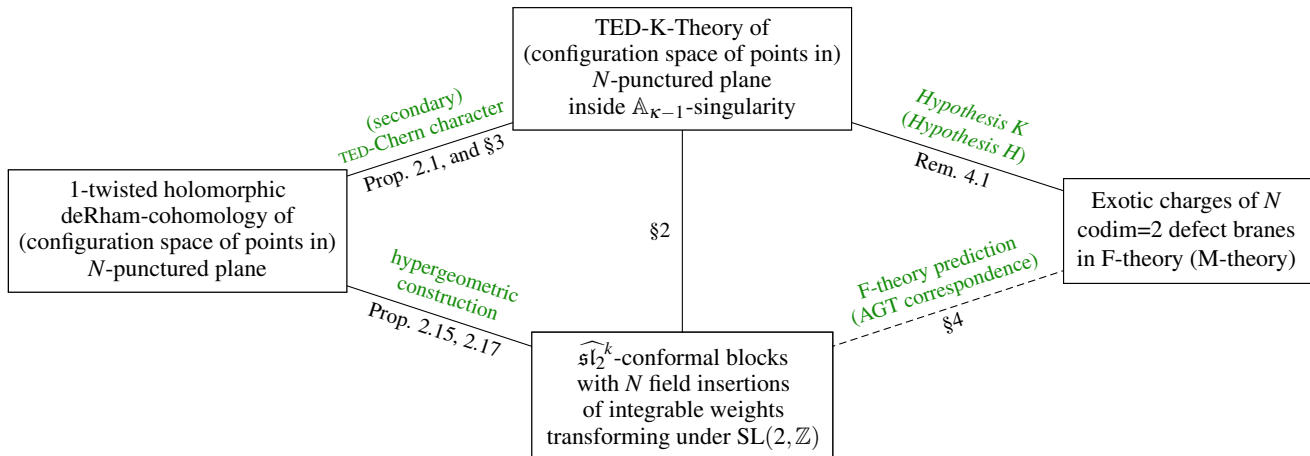 TED-K-Theory of
(configuration space of points in)
N-punctured plane
inside 𝔸κ−1-singularity
(secondary)
TED-Chern character
Prop. 2.1, and §3
Hypothesis K
(Hypothesis H)
Rem. 4.1
1-twisted holomorphic
deRham-cohomology of
(configuration space of points in)
N-punctured plane
§2
Exotic charges of N
codim=2 defect branes
in F-theory (M-theory)
hypergeometric
construction
Prop. 2.15, 2.17
F-theory prediction
(AGT correspondence)
§4
$\widehat{\mathfrak{sl}_2}^k$-conformal blocks
with N field insertions
of integrable weights
transforming under SL(2,ℤ)